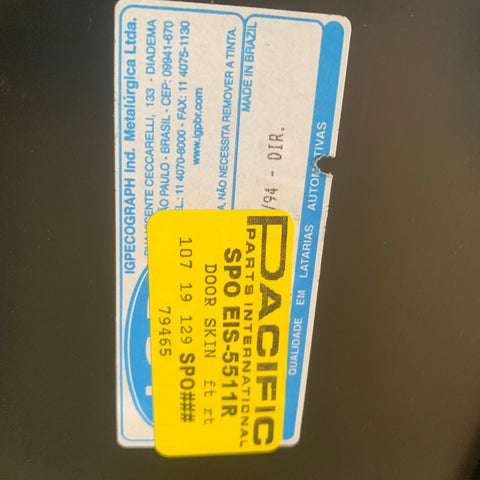 IGPECOGRAPH Ind. Metalúrgica Ltda.
VICENTE CECCARELLI, 133 - DIADEMA
PAULO - BRASIL - CEP: 09941-670
11 4070-8000 - FAX: 11 4075-1130
www.igpbr.com
NÃO NECESSITA REMOVER A TINTA.
MADE IN BRAZIL
/94 - DIR.
QUALIDADE EM LATARIAS AUTOMOTIVAS
PACIFIC
PARTS INTERNATIONAL
SPO EIS-5511R
DOOR SKIN ft rt
107 19 129 SPO###
79465